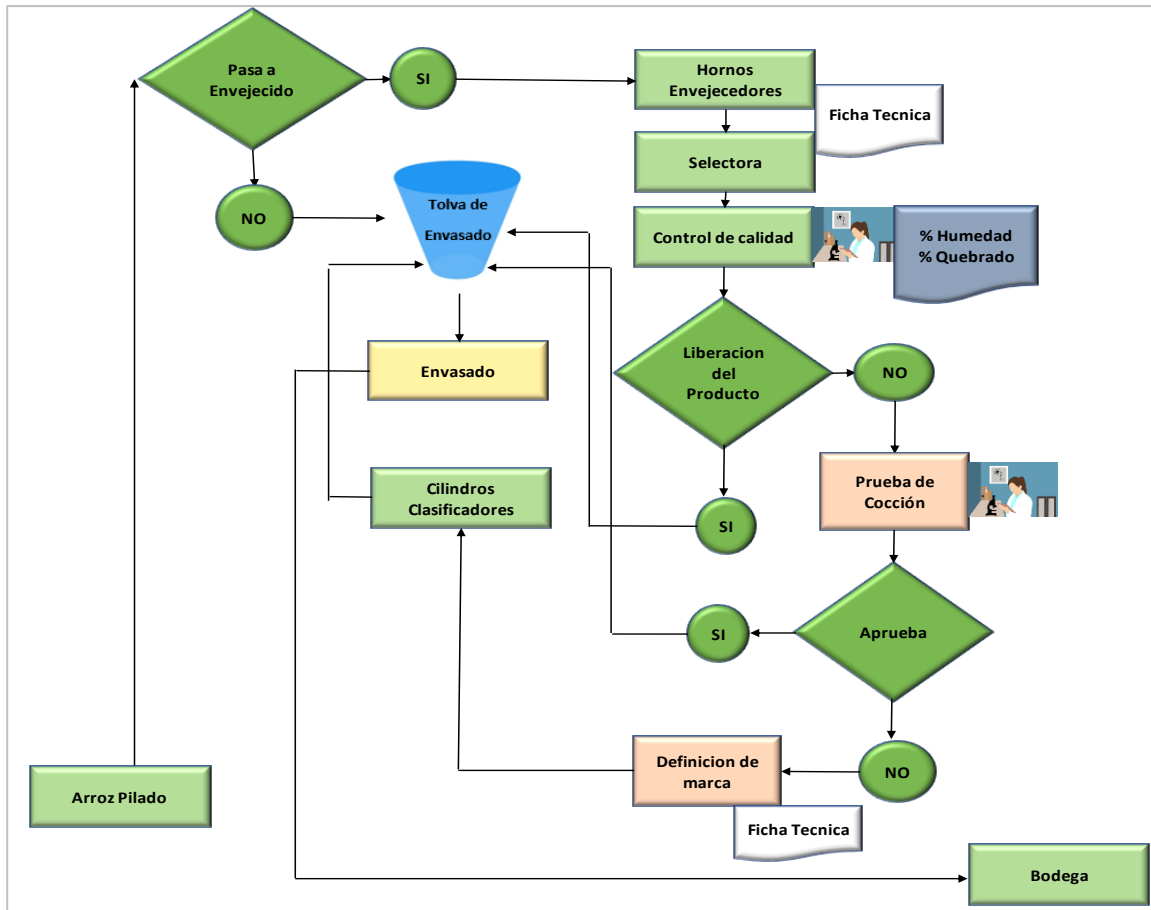 Pasa a
Envejecido
SI
Hornos
Envejecedores
Ficha Tecnica
Selectora
NO
Tolva de
Envasado
Control de calidad
% Humedad
% Quebrado
Envasado
Liberacion
del
Producto
NO
Cilindros
Clasificadores
SI
Prueba de
Cocción
SI
Aprueba
Arroz Pilado
Definicion de
marca
NO
Ficha Tecnica
Bodega